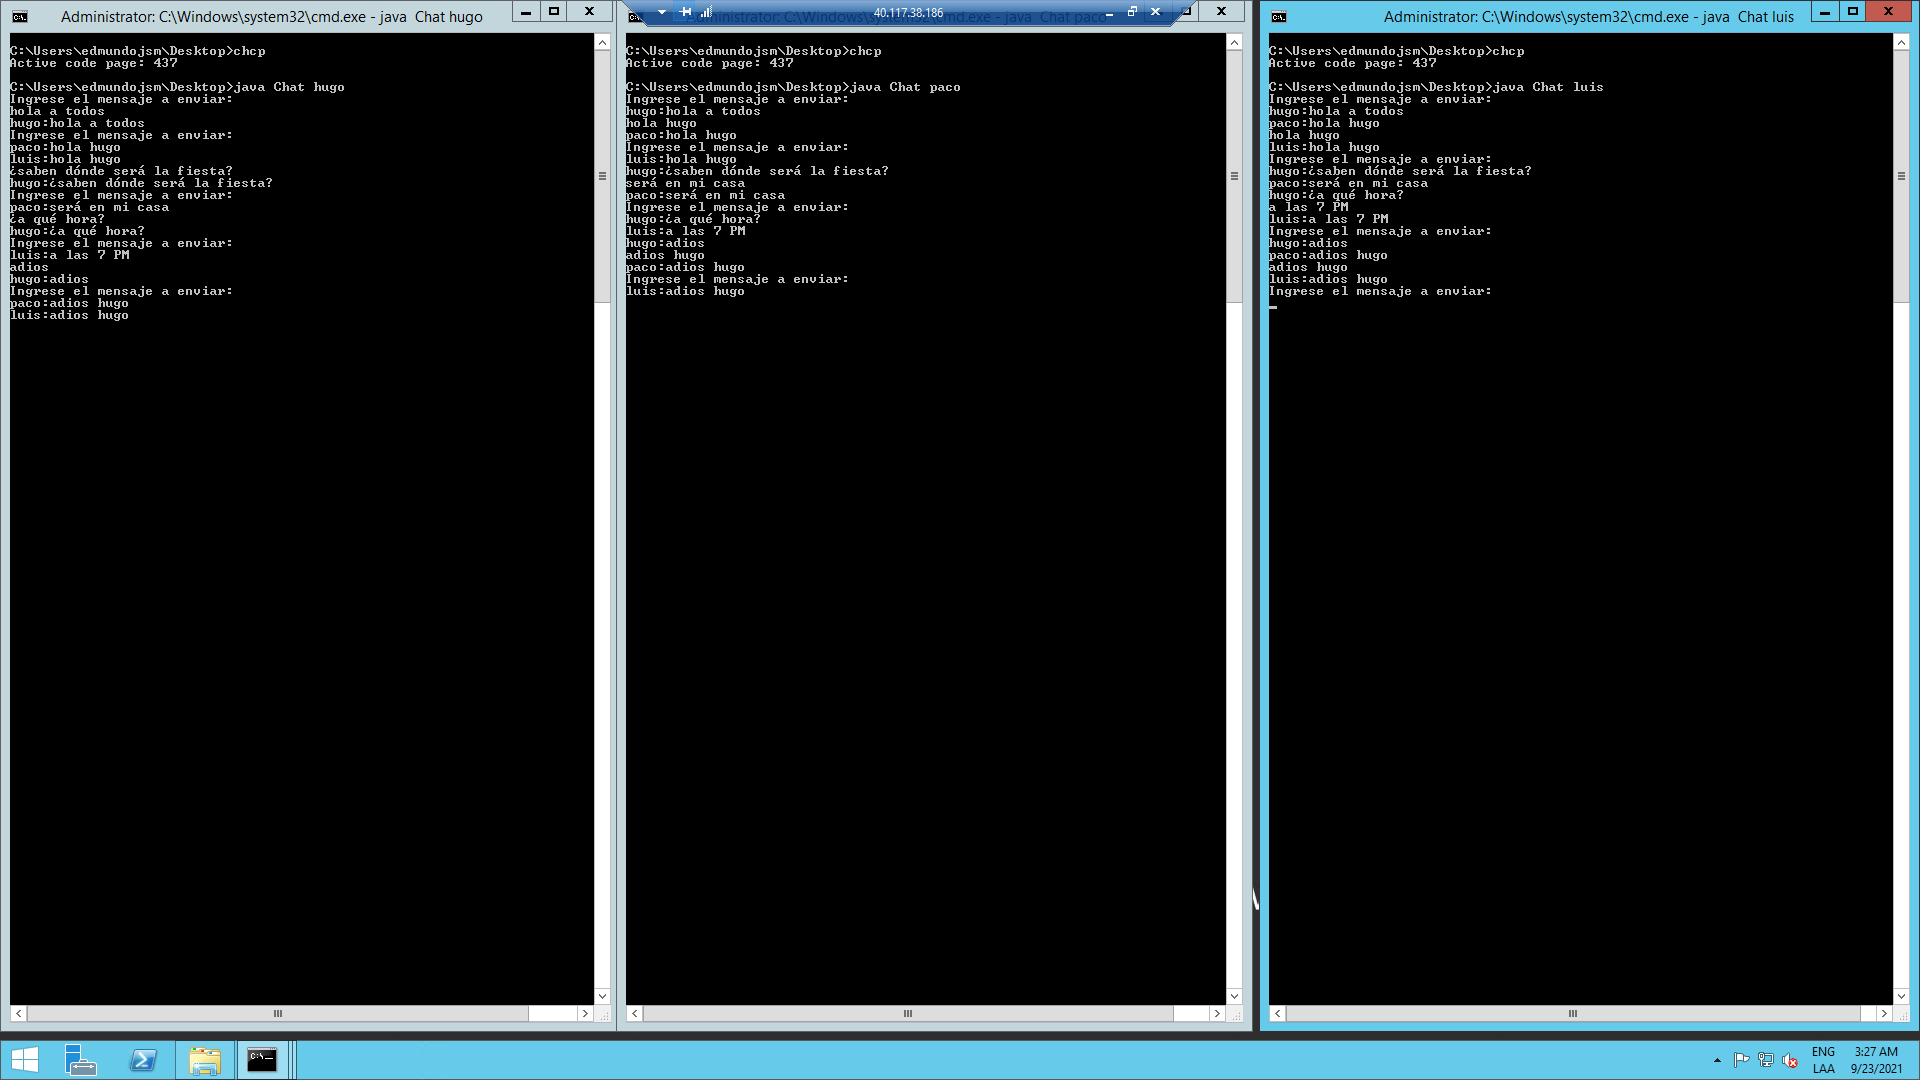 Administrator: C:\Windows\system32\cmd.exe - java  Chat hugo
C:\Users\edmundojsm\Desktop>chcp
Active code page: 437
C:\Users\edmundojsm\Desktop>java Chat hugo
Ingrese el mensaje a enviar:
hola a todos
hugo:hola a todos
Ingrese el mensaje a enviar:
paco:hola hugo
luis:hola hugo
¿saben dónde será la fiesta?
hugo:¿saben dónde será la fiesta?
Ingrese el mensaje a enviar:
paco:será en mi casa
¿a qué hora?
hugo:¿a qué hora?
Ingrese el mensaje a enviar:
luis:a las 7 PM
adios
hugo:adios
Ingrese el mensaje a enviar:
paco:adios hugo
luis:adios hugo
Administrator: C:\Windows\system32\cmd.exe - java  Chat paco
40.117.38.186
C:\Users\edmundojsm\Desktop>chcp
Active code page: 437
C:\Users\edmundojsm\Desktop>java Chat paco
Ingrese el mensaje a enviar:
hugo:hola a todos
hola hugo
paco:hola hugo
Ingrese el mensaje a enviar:
luis:hola hugo
hugo:¿saben dónde será la fiesta?
será en mi casa
paco:será en mi casa
Ingrese el mensaje a enviar:
hugo:¿a qué hora?
luis:a las 7 PM
hugo:adios
adios hugo
paco:adios hugo
Ingrese el mensaje a enviar:
luis:adios hugo
Administrator: C:\Windows\system32\cmd.exe - java  Chat luis
C:\Users\edmundojsm\Desktop>chcp
Active code page: 437
C:\Users\edmundojsm\Desktop>java Chat luis
Ingrese el mensaje a enviar:
hugo:hola a todos
paco:hola hugo
hola hugo
luis:hola hugo
Ingrese el mensaje a enviar:
hugo:¿saben dónde será la fiesta?
paco:será en mi casa
hugo:¿a qué hora?
a las 7 PM
luis:a las 7 PM
Ingrese el mensaje a enviar:
hugo:adios
paco:adios hugo
adios hugo
luis:adios hugo
Ingrese el mensaje a enviar:
ENG
LAA
3:27 AM
9/23/2021